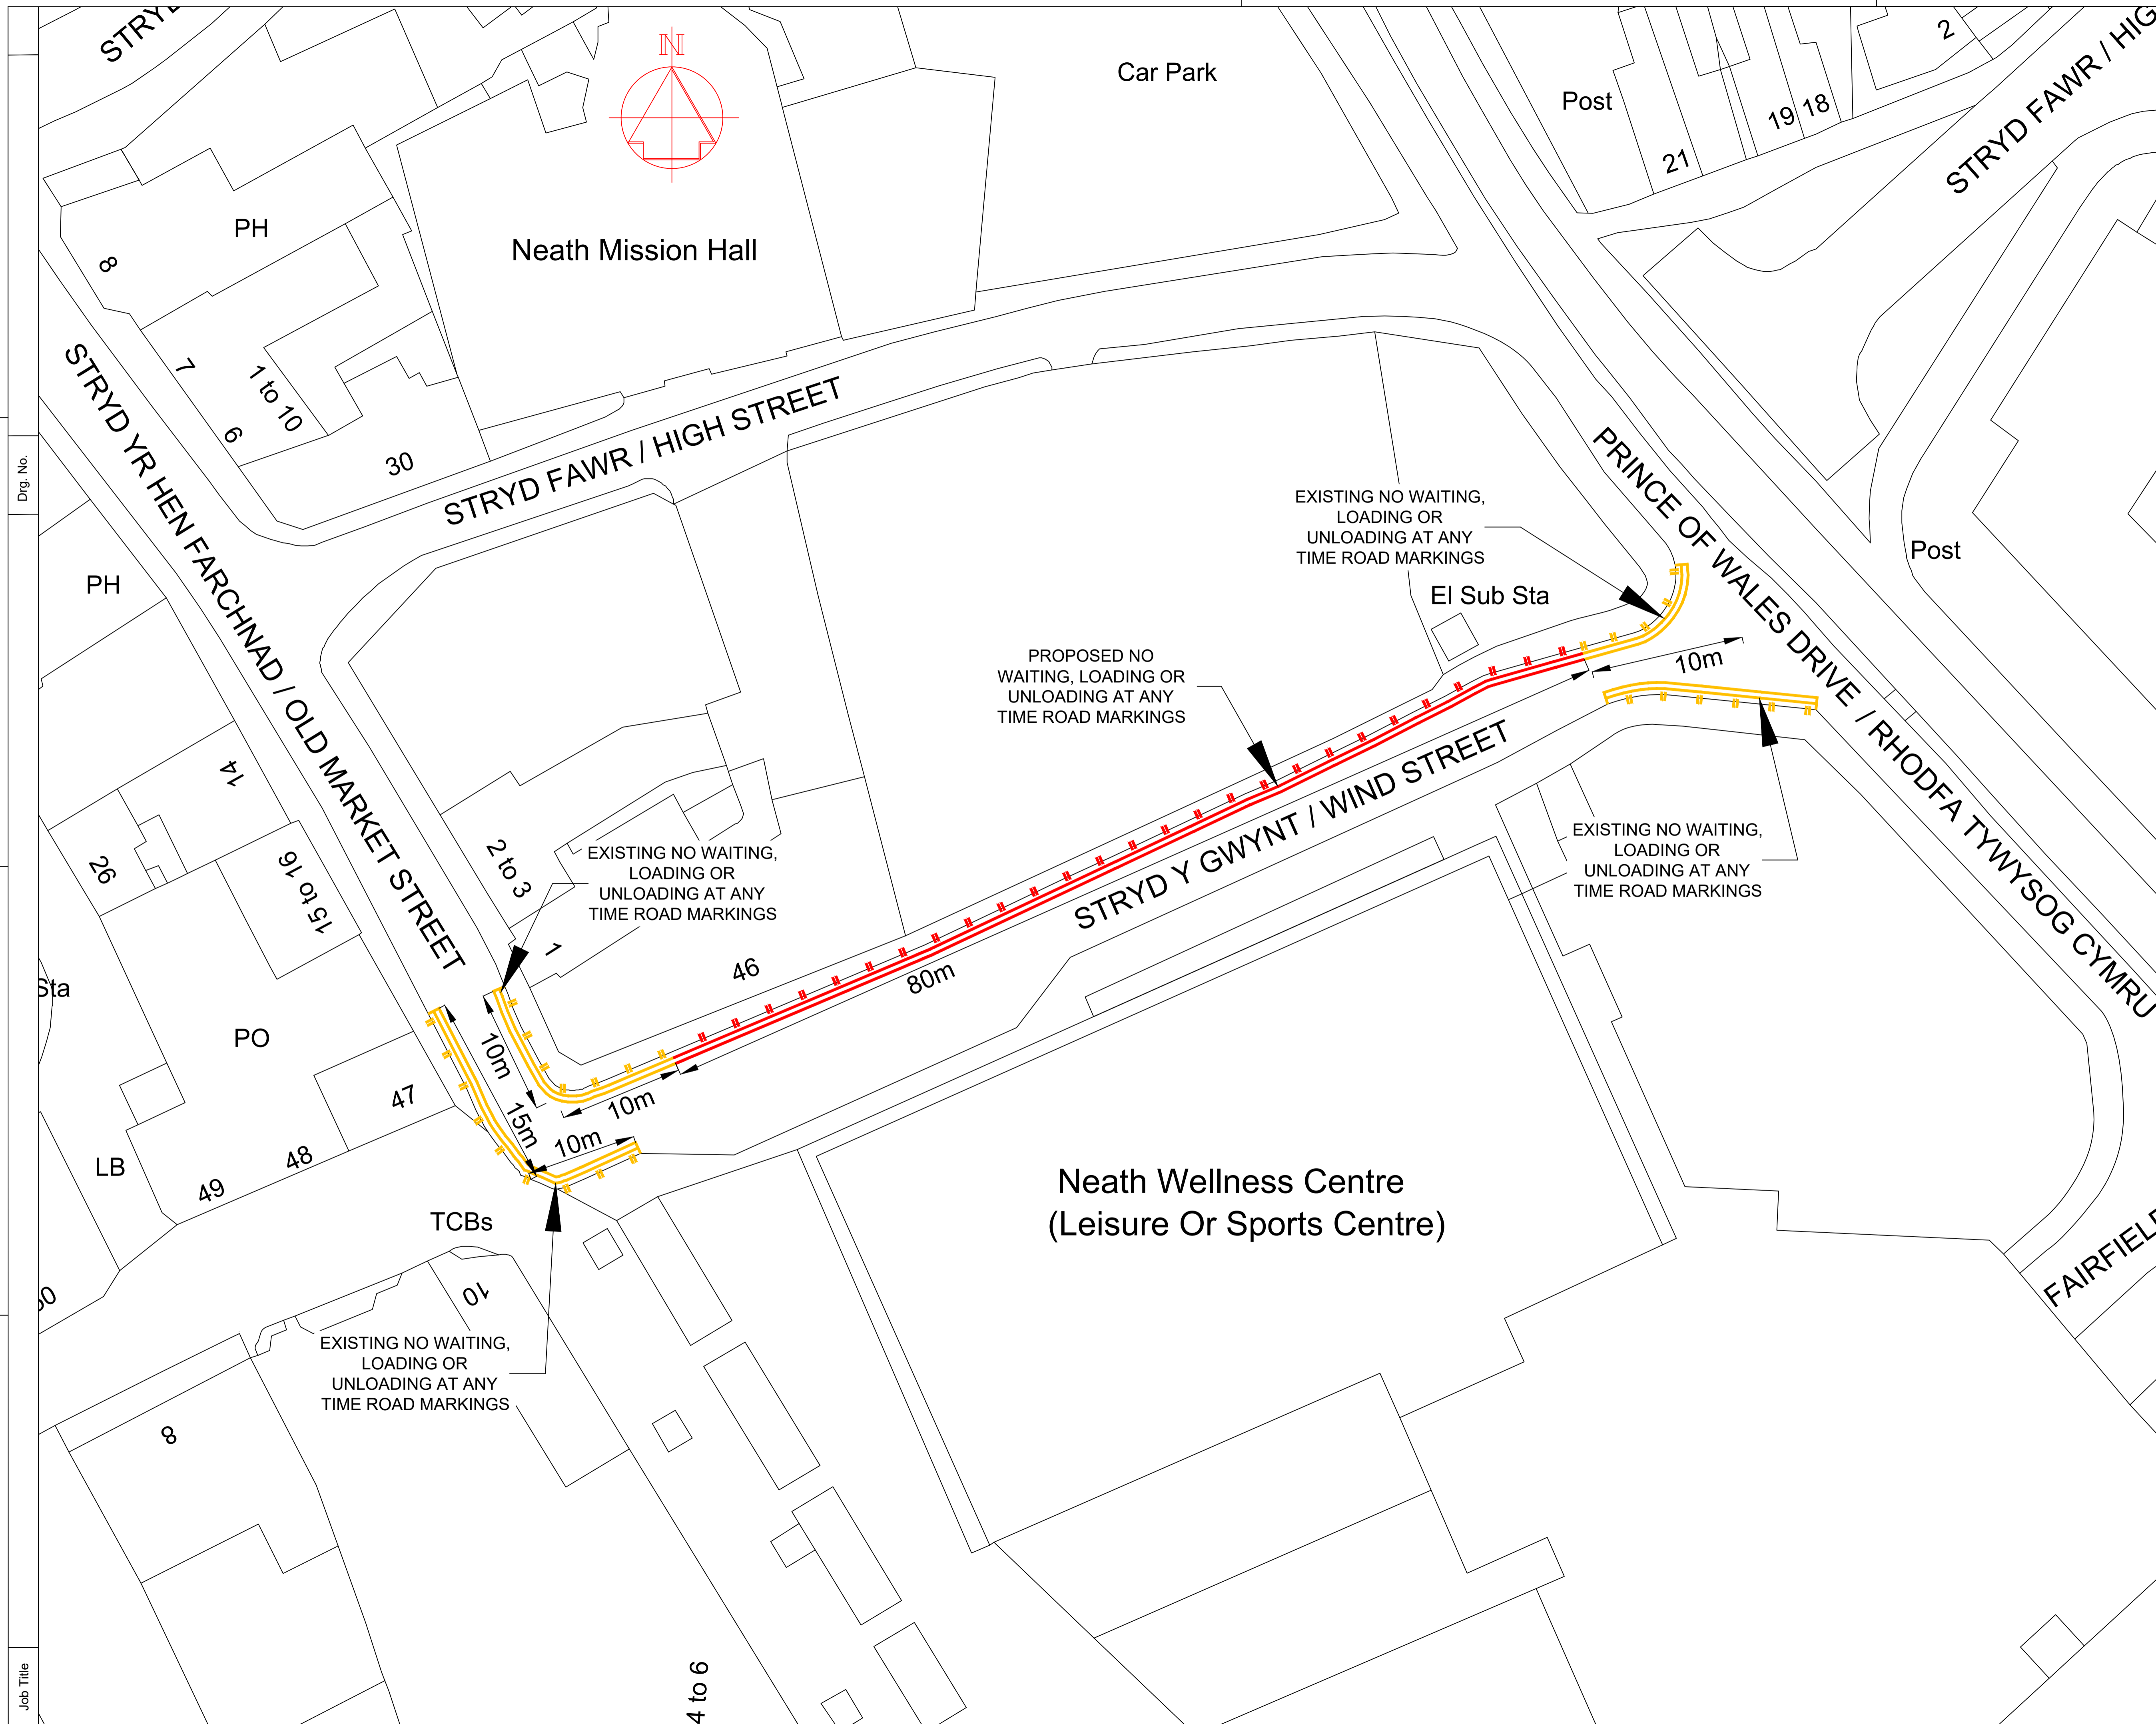 STRYD
N
Car Park
Post
2
19
18
21
STRYD FAWR / HIG
PH
8
Neath Mission Hall
7
1 to 10
6
30
STRYD FAWR / HIGH STREET
STRYD YR HEN FARCHNAD / OLD MARKET STREET
Drg. No.
PH
EXISTING NO WAITING,
LOADING OR
UNLOADING AT ANY
TIME ROAD MARKINGS
El Sub Sta
PRINCE OF WALES DRIVE / RHODFA TYWYSOG CYMRU
Post
10m
PROPOSED NO
WAITING, LOADING OR
UNLOADING AT ANY
TIME ROAD MARKINGS
STRYD Y GWYNT / WIND STREET
80m
14
26
15 to 16
2 to 3
EXISTING NO WAITING,
LOADING OR
UNLOADING AT ANY
TIME ROAD MARKINGS
EXISTING NO WAITING,
LOADING OR
UNLOADING AT ANY
TIME ROAD MARKINGS
1
46
Sta
PO
10m
10m
15m
10m
47
48
49
LB
TCBs
Neath Wellness Centre
(Leisure Or Sports Centre)
FAIRFIEL
10
EXISTING NO WAITING,
LOADING OR
UNLOADING AT ANY
TIME ROAD MARKINGS
8
4 to 6
Job Title